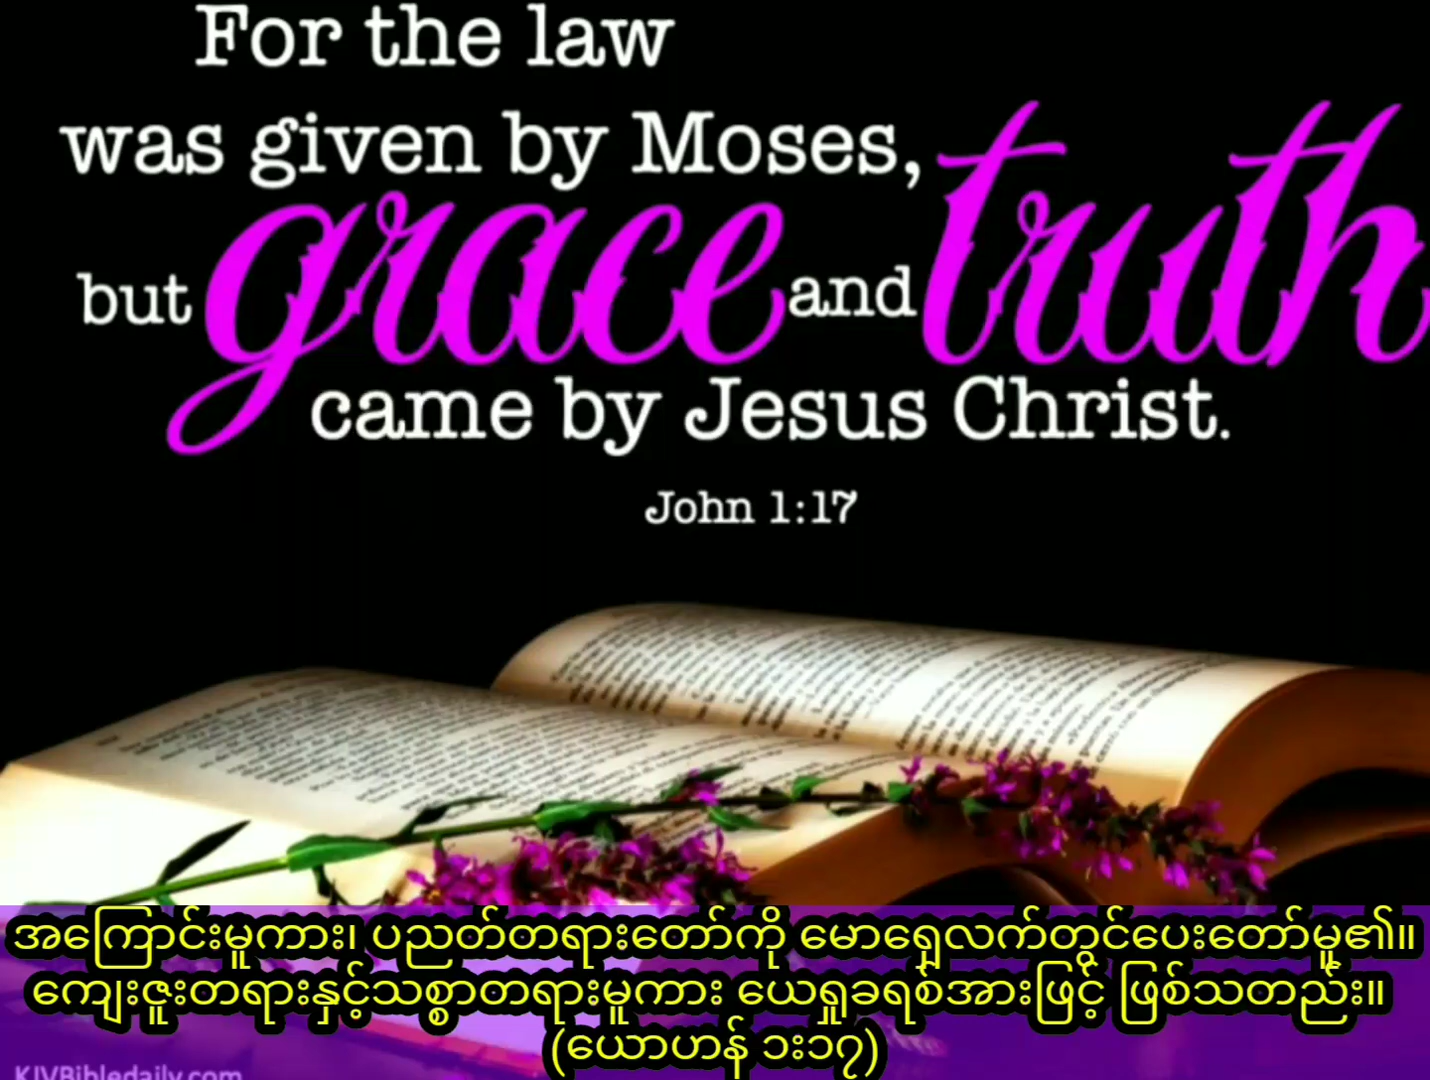 For the law
was given by Moses,
but grace and truth
came by Jesus Christ.
John 1:17
အကြောင်းမူကား၊ ပညတ်တရားတော်ကို မောရှေလက်တွင်ပေးတော်မူ၏။
ကျေးဇူးတရားနှင့်သစ္စာတရားမူကား ယေရှုခရစ်အားဖြင့် ဖြစ်သတည်း။
(ယောဟန် ၁း၁၇)
KJVBibledaily.com